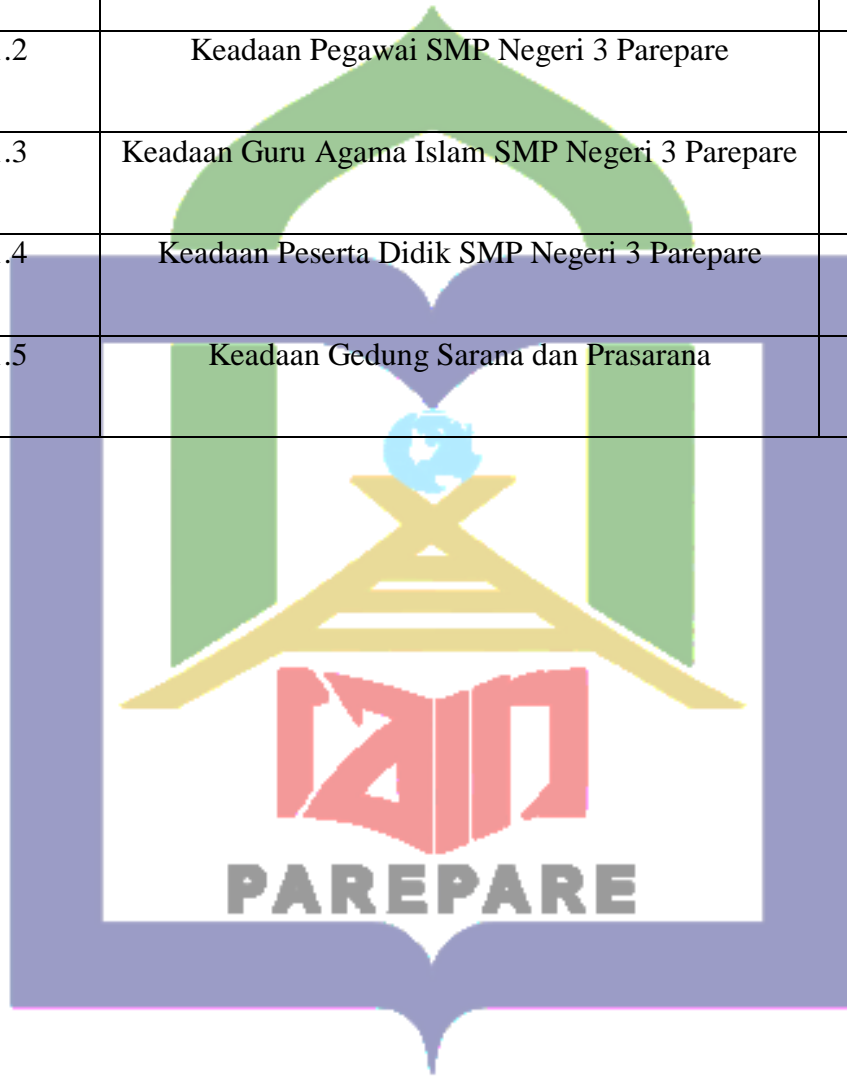 .2 Keadaan Pegawai SMP Negeri 3 Parepare
.3 Keadaan Guru Agama Islam SMP Negeri 3 Parepare
.4 Keadaan Peserta Didik SMP Negeri 3 Parepare
.5 Keadaan Gedung Sarana dan Prasarana
iain
PAREPARE